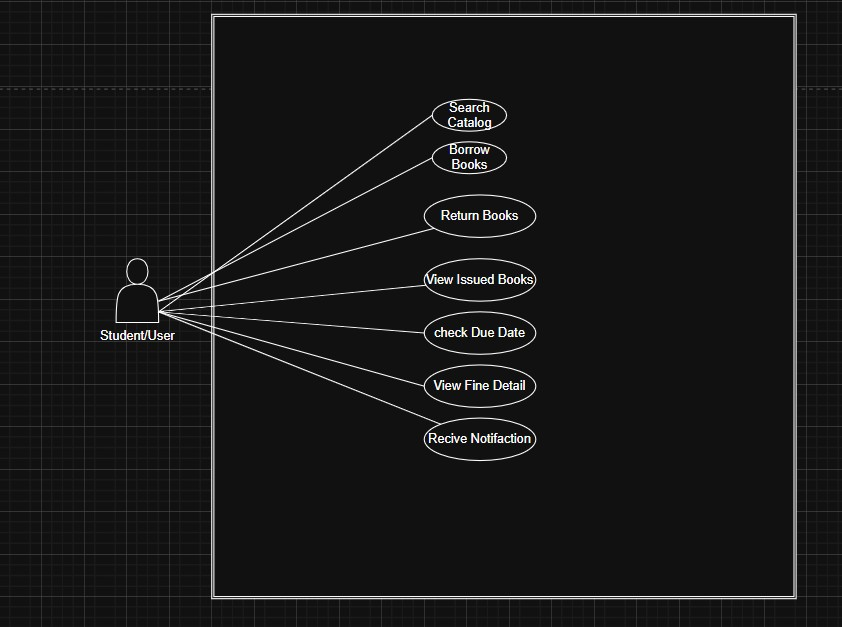 Search
Catalog
Borrow
Books
Return Books
View Issued Books
check Due Date
View Fine Detail
Recive Notifaction
Student/User